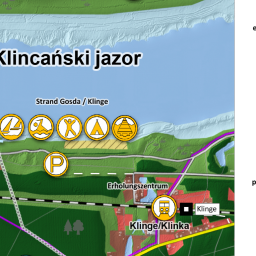 Klincański jazor
Strand Gosda / Klinge
P
Erholungszentrum
Klinge
Klinge/Klinka
e
p